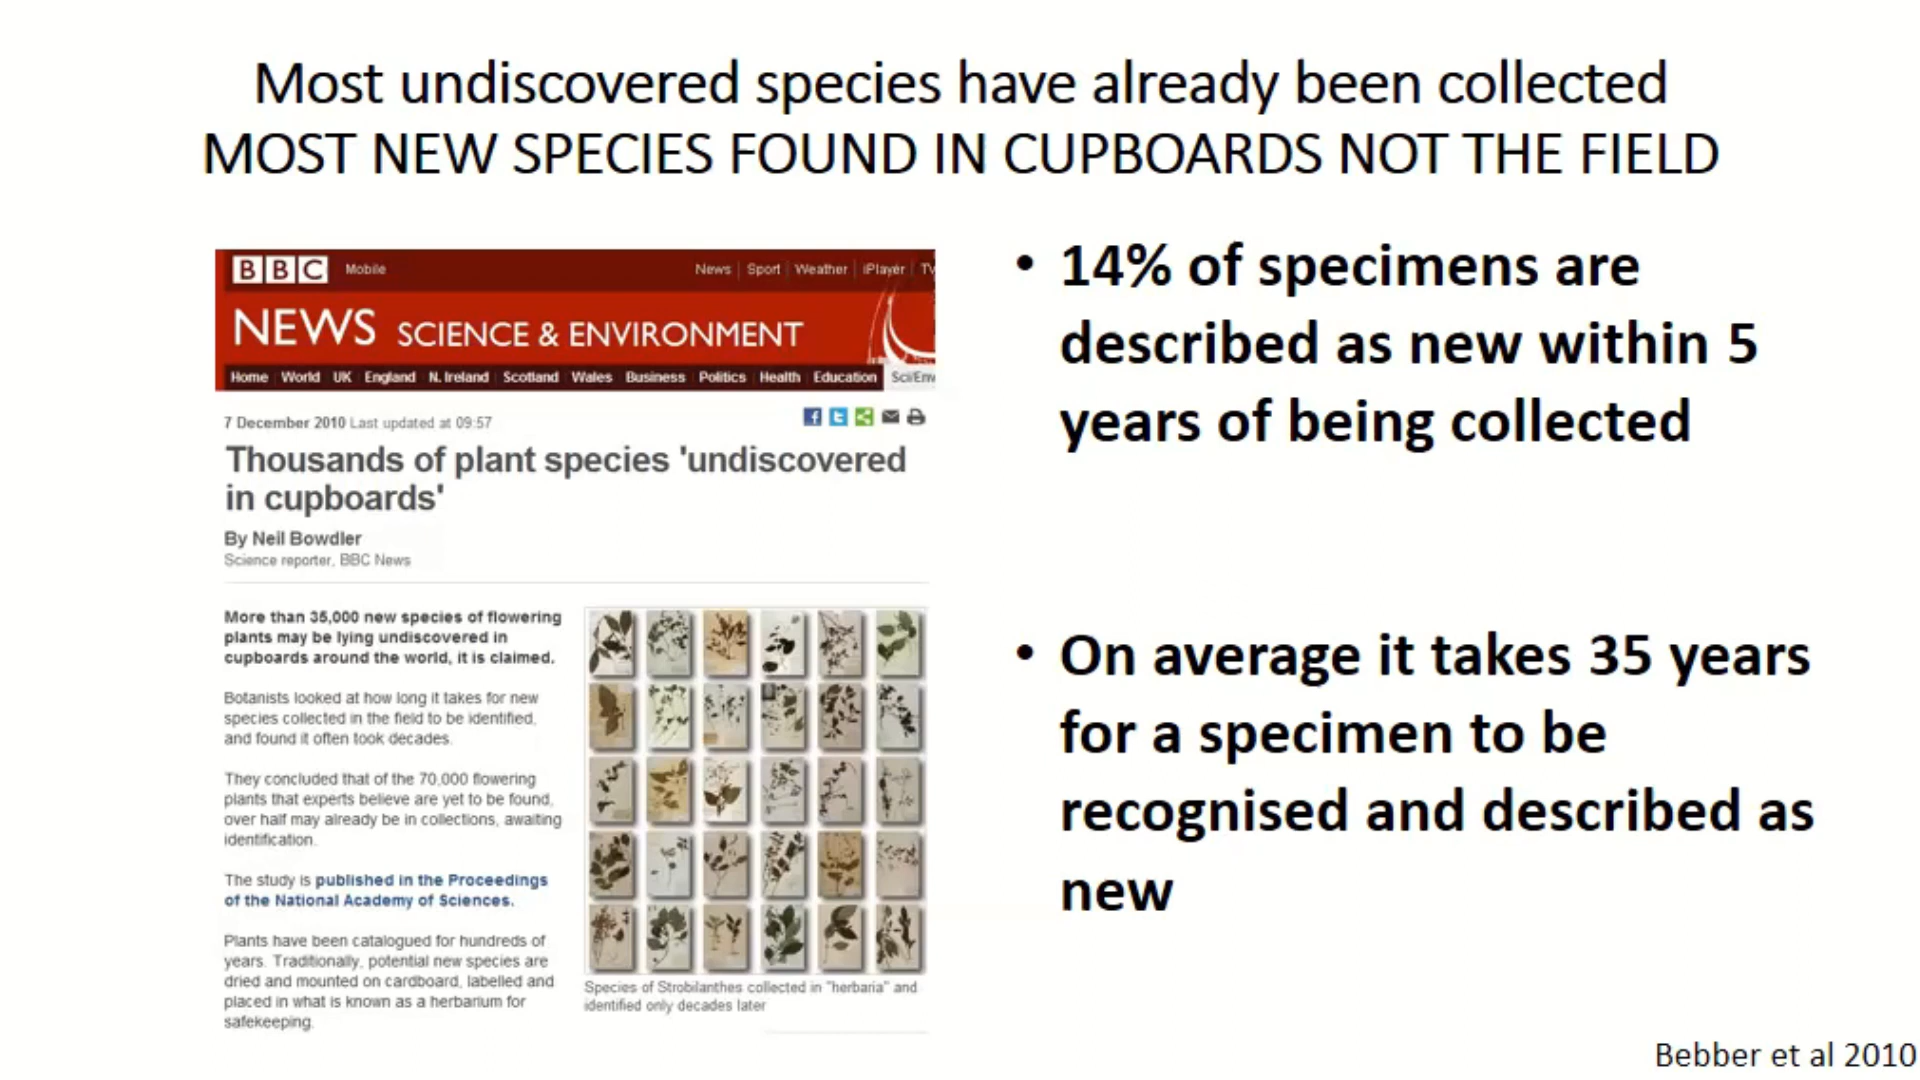 Most undiscovered species have already been collected
MOST NEW SPECIES FOUND IN CUPBOARDS NOT THE FIELD
BBC Mobile News Sport Weather iPlayer TV
NEWS SCIENCE & ENVIRONMENT
Home World UK England N. Ireland Scotland Wales Business Politics Health Education Sci/Env
7 December 2010 Last updated at 09:57
Thousands of plant species 'undiscovered
in cupboards'
By Neil Bowdler
Science reporter, BBC News
More than 35,000 new species of flowering
plants may be lying undiscovered in
cupboards around the world, it is claimed.
Botanists looked at how long it takes for new
species collected in the field to be identified,
and found it often took decades.
They concluded that of the 70,000 flowering
plants that experts believe are yet to be found,
over half may already be in collections, awaiting
identification.
The study is published in the Proceedings
of the National Academy of Sciences.
Plants have been catalogued for hundreds of
years. Traditionally, potential new species are
dried and mounted on cardboard, labelled and
placed in what is known as a herbarium for
safekeeping.
Species of Strobilanthes collected in "herbaria" and
identified only decades later
• 14% of specimens are
described as new within 5
years of being collected
• On average it takes 35 years
for a specimen to be
recognised and described as
new
Bebber et al 2010